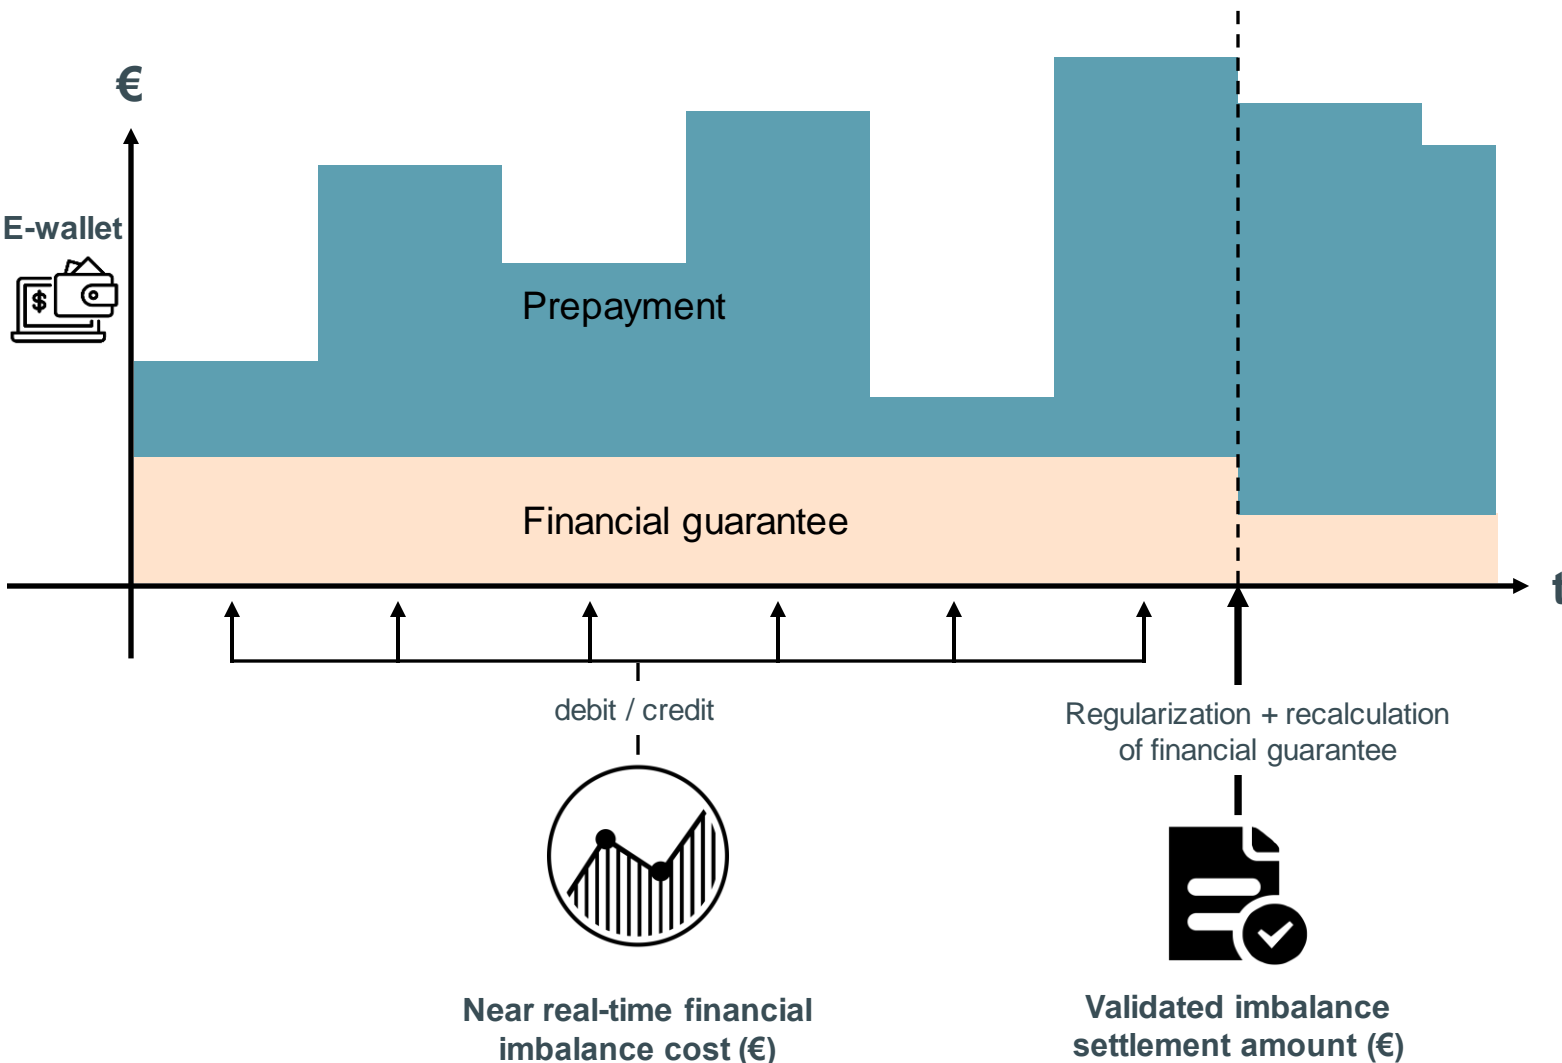 €
E-wallet
$
Prepayment
Financial guarantee
t
debit / credit
Regularization + recalculation
of financial guarantee
Near real-time financial
imbalance cost (€)
Validated imbalance
settlement amount (€)